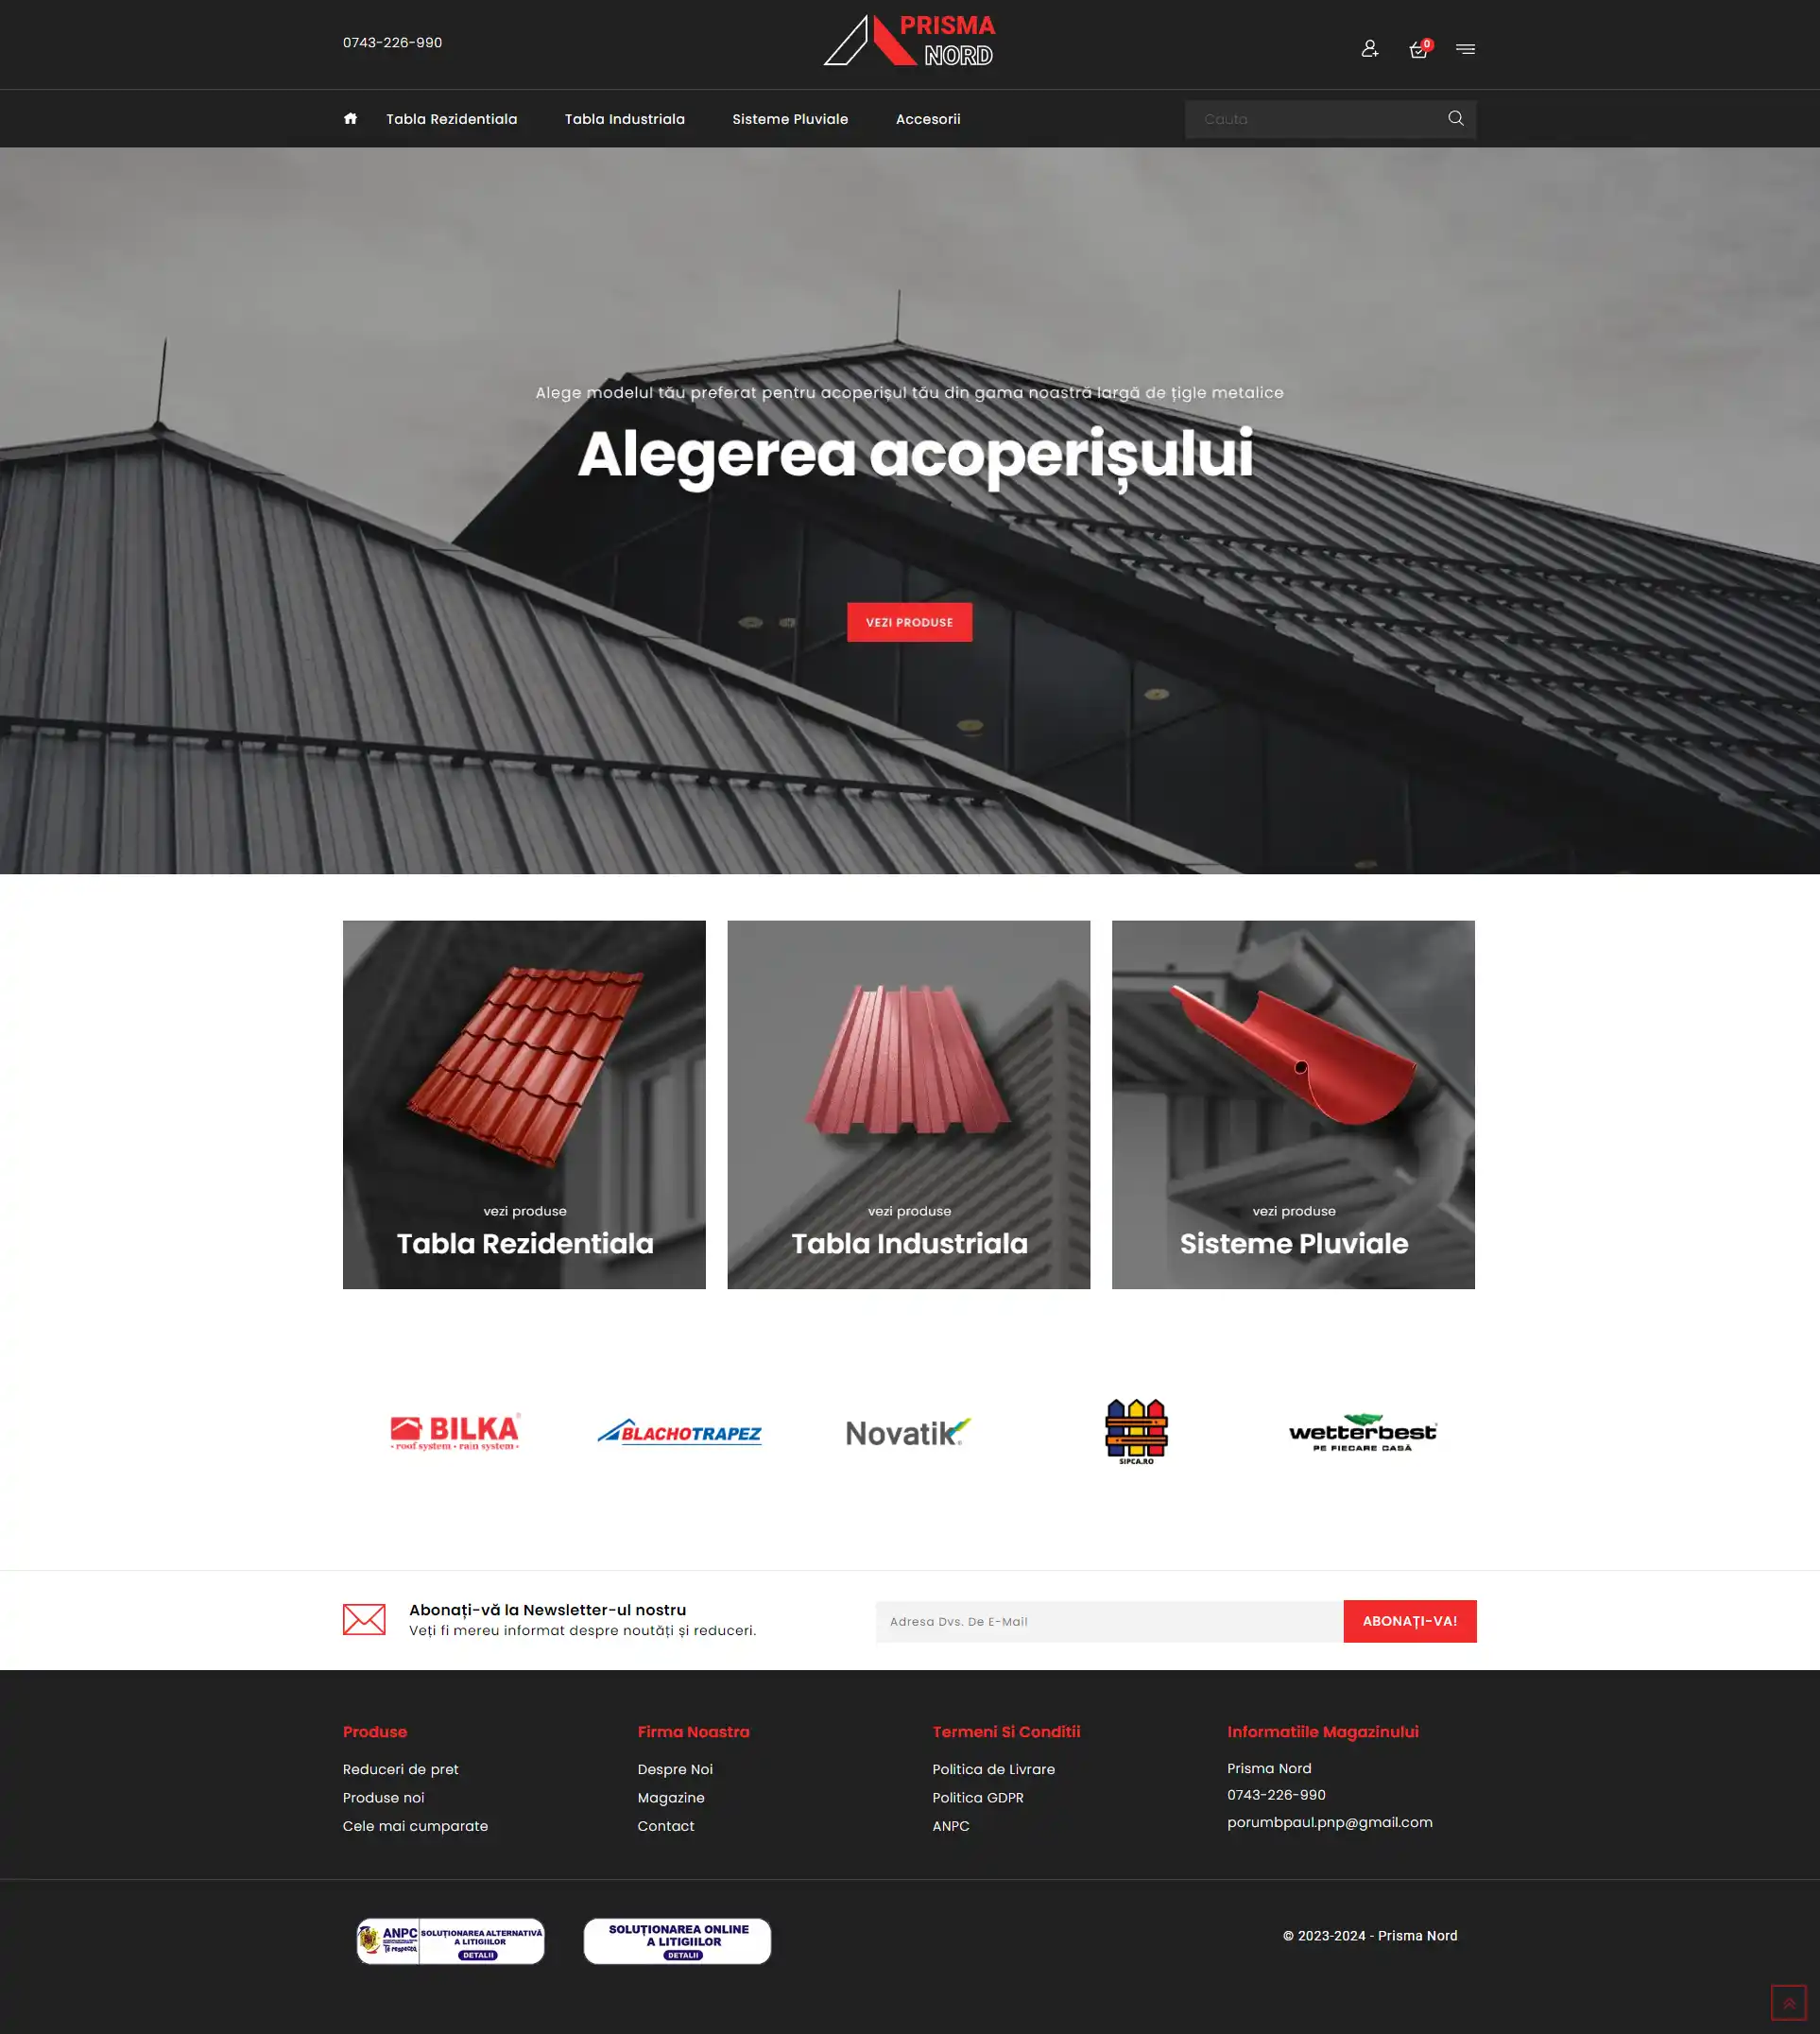 0743-226-990
PRISMA
NORD
0
Tabla Rezidentiala
Tabla Industriala
Sisteme Pluviale
Accesorii
Cauta
Alege modelul tău preferat pentru acoperișul tău din gama noastră largă de țigle metalice
Alegerea acoperișului
VEZI PRODUSE
vezi produse
Tabla Rezidentiala
vezi produse
Tabla Industriala
vezi produse
Sisteme Pluviale
BILKA
roof system • rain system
BLACHOTRAPEZ
Novatik
SIPCA.RO
wetterbest
PE FIECARE CASĂ
Abonați-vă la Newsletter-ul nostru
Veți fi mereu informat despre noutăți și reduceri.
Adresa Dvs. De E-Mail
ABONAȚI-VA!
Produse
Reduceri de pret
Produse noi
Cele mai cumparate
Firma Noastra
Despre Noi
Magazine
Contact
Termeni Si Conditii
Politica de Livrare
Politica GDPR
ANPC
Informatiile Magazinului
Prisma Nord
0743-226-990
porumbpaul.pnp@gmail.com
ANPC
Te respectă
SOLUȚIONAREA ALTERNATIVĂ
A LITIGIILOR
DETALII
SOLUȚIONAREA ONLINE
A LITIGIILOR
DETALII
© 2023-2024 - Prisma Nord